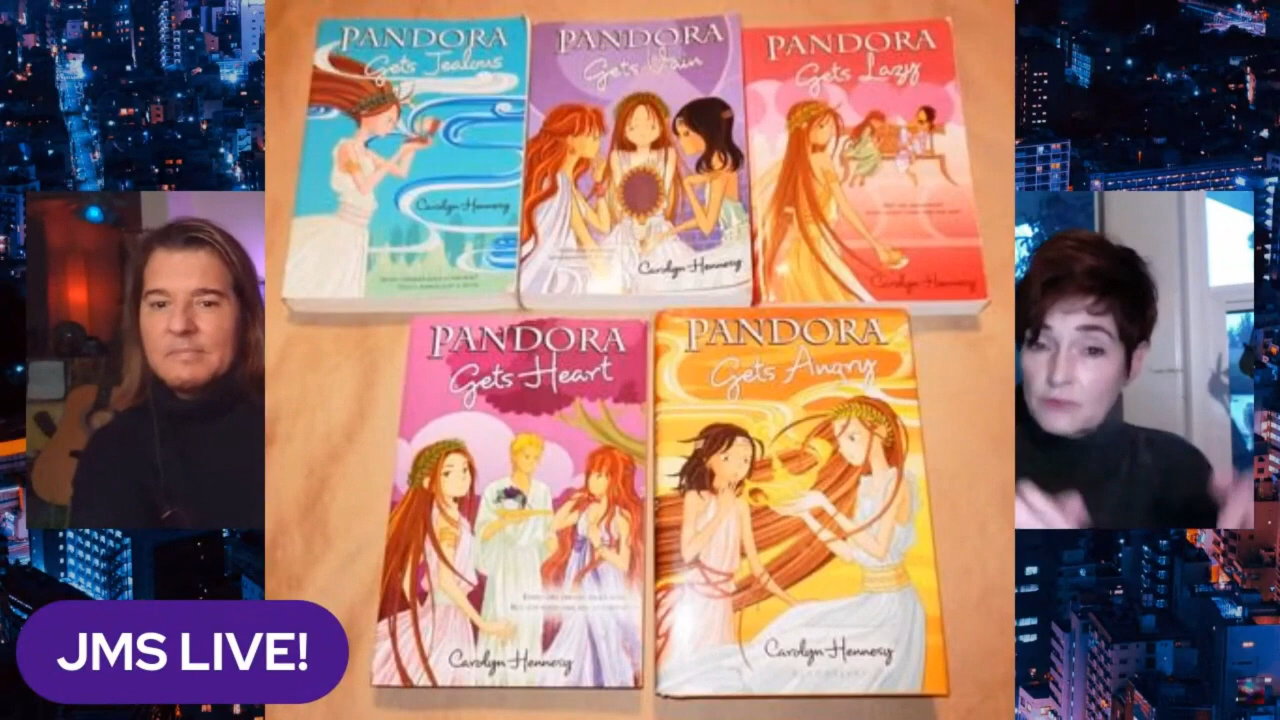 PANDORA
Gets Jealous
Carolyn Hennesy
PANDORA
Gets Vain
Carolyn Hennesy
PANDORA
Gets Lazy
Carolyn Hennesy
PANDORA
Gets Heart
Carolyn Hennesy
PANDORA
Gets Angry
Carolyn Hennesy
BLOOMSBURY
JMS LIVE!